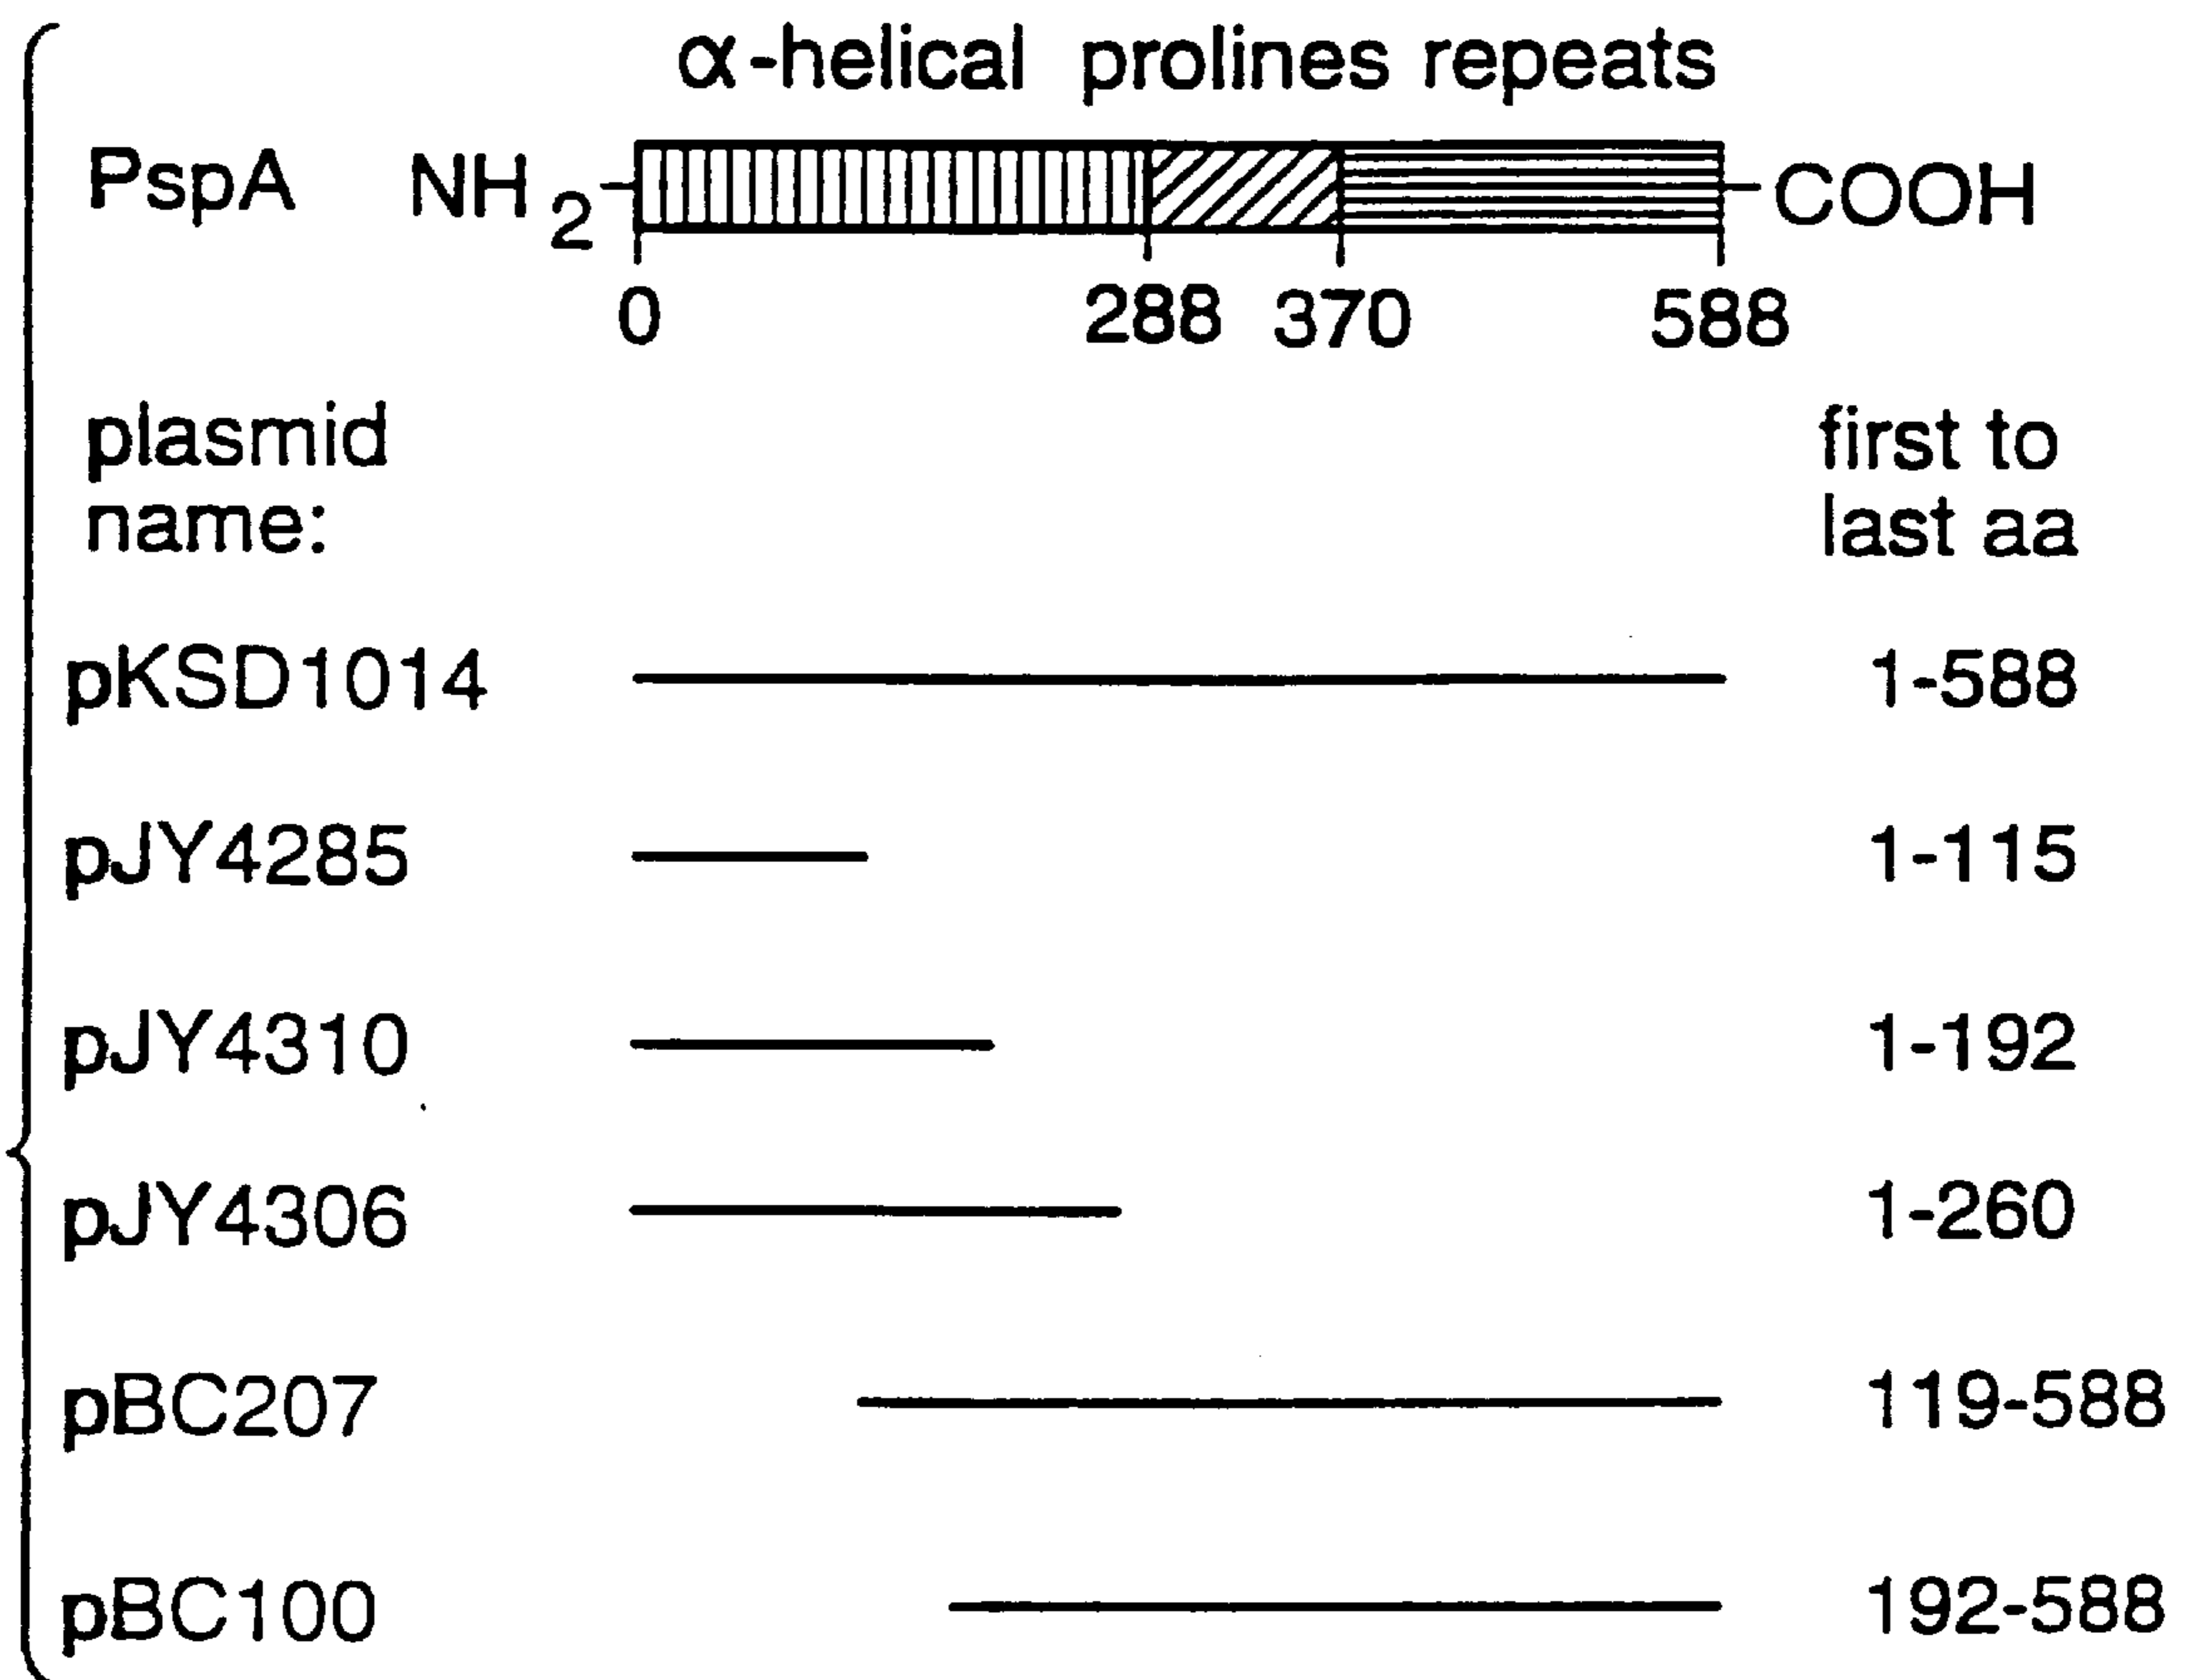 α-helical prolines repeats
PspA NH2 COOH
0 288 370 588
plasmid name:
first to last aa
pKSD1014 1-588
pJY4285 1-115
pJY4310 1-192
pJY4306 1-260
pBC207 119-588
pBC100 192-588